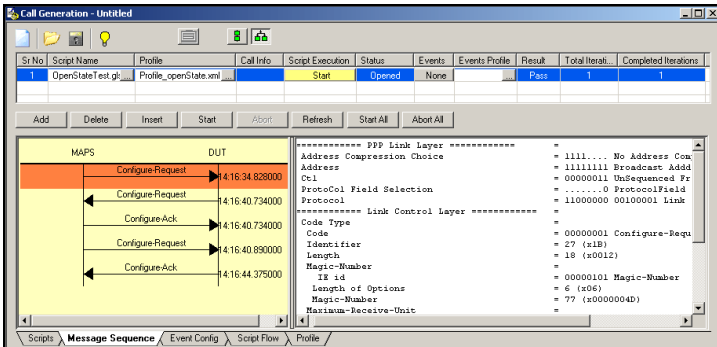 Call Generation - Untitled
Sr No Script Name Profile Call Info Script Execution Status Events Events Profile Result Total Iterati... Completed Iterations
1 OpenStateTest.gls ... Profile_openState.xml ... Start Opened None ... Pass 1 1
Add Delete Insert Start Abort Refresh Start All Abort All
MAPS DUT
Configure-Request
14:16:34.828000
Configure-Request
14:16:40.734000
Configure-Ack
14:16:40.734000
Configure-Request
14:16:40.890000
Configure-Ack
14:16:44.375000
============ PPP Link Layer ============ =
Address Compression Choice = 1111.... No Address Com
Address = 11111111 Broadcast Addd
Ctl = 00000011 UnSequenced Fr
ProtoCol Field Selection = .......0 ProtocolField
Protocol = 11000000 00100001 Link
============ Link Control Layer ============ =
Code Type =
Code = 00000001 Configure-Requ
Identifier = 27 (x1B)
Length = 18 (x0012)
Magic-Number =
IE id = 00000101 Magic-Number
Length of Options = 6 (x06)
Magic-Number = 77 (x0000004D)
Maximum-Receive-Unit =
Scripts Message Sequence Event Config Script Flow Profile